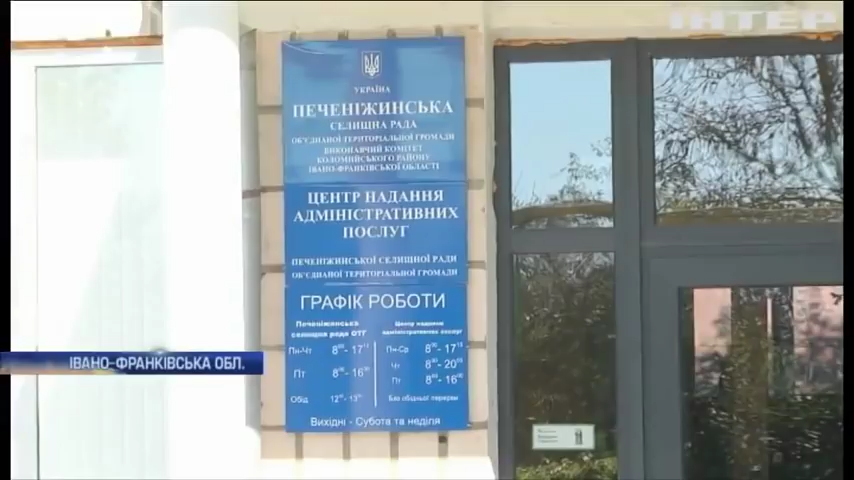 ІНТЕР
УКРАЇНА
ПЕЧЕНІЖИНСЬКА
СЕЛИЩНА РАДА
ОБ'ЄДНАНОЇ ТЕРИТОРІАЛЬНОЇ ГРОМАДИ
ВИКОНАВЧИЙ КОМІТЕТ
КОЛОМИЙСЬКОГО РАЙОНУ
ІВАНО-ФРАНКІВСЬКОЇ ОБЛАСТІ
ЦЕНТР НАДАННЯ
АДМІНІСТРАТИВНИХ
ПОСЛУГ
ПЕЧЕНІЖИНСЬКОЇ СЕЛИЩНОЇ РАДИ
ОБ'ЄДНАНОЇ ТЕРИТОРІАЛЬНОЇ ГРОМАДИ
ГРАФІК РОБОТИ
Печеніжинська
селищна рада ОТГ
Пн-Чт 8⁰⁰ - 17¹⁵
Пт 8⁰⁰ - 16⁰⁰
Обід
Центр надання
адміністративних послуг
Пн-Ср 8⁰⁰ - 17¹⁵
Чт 8⁰⁰ - 20⁰⁰
Пт 8⁰⁰ - 16⁰⁰
Без обідньої перерви
Вихідні - Субота та неділя
ІВАНО-ФРАНКІВСЬКА ОБЛ.